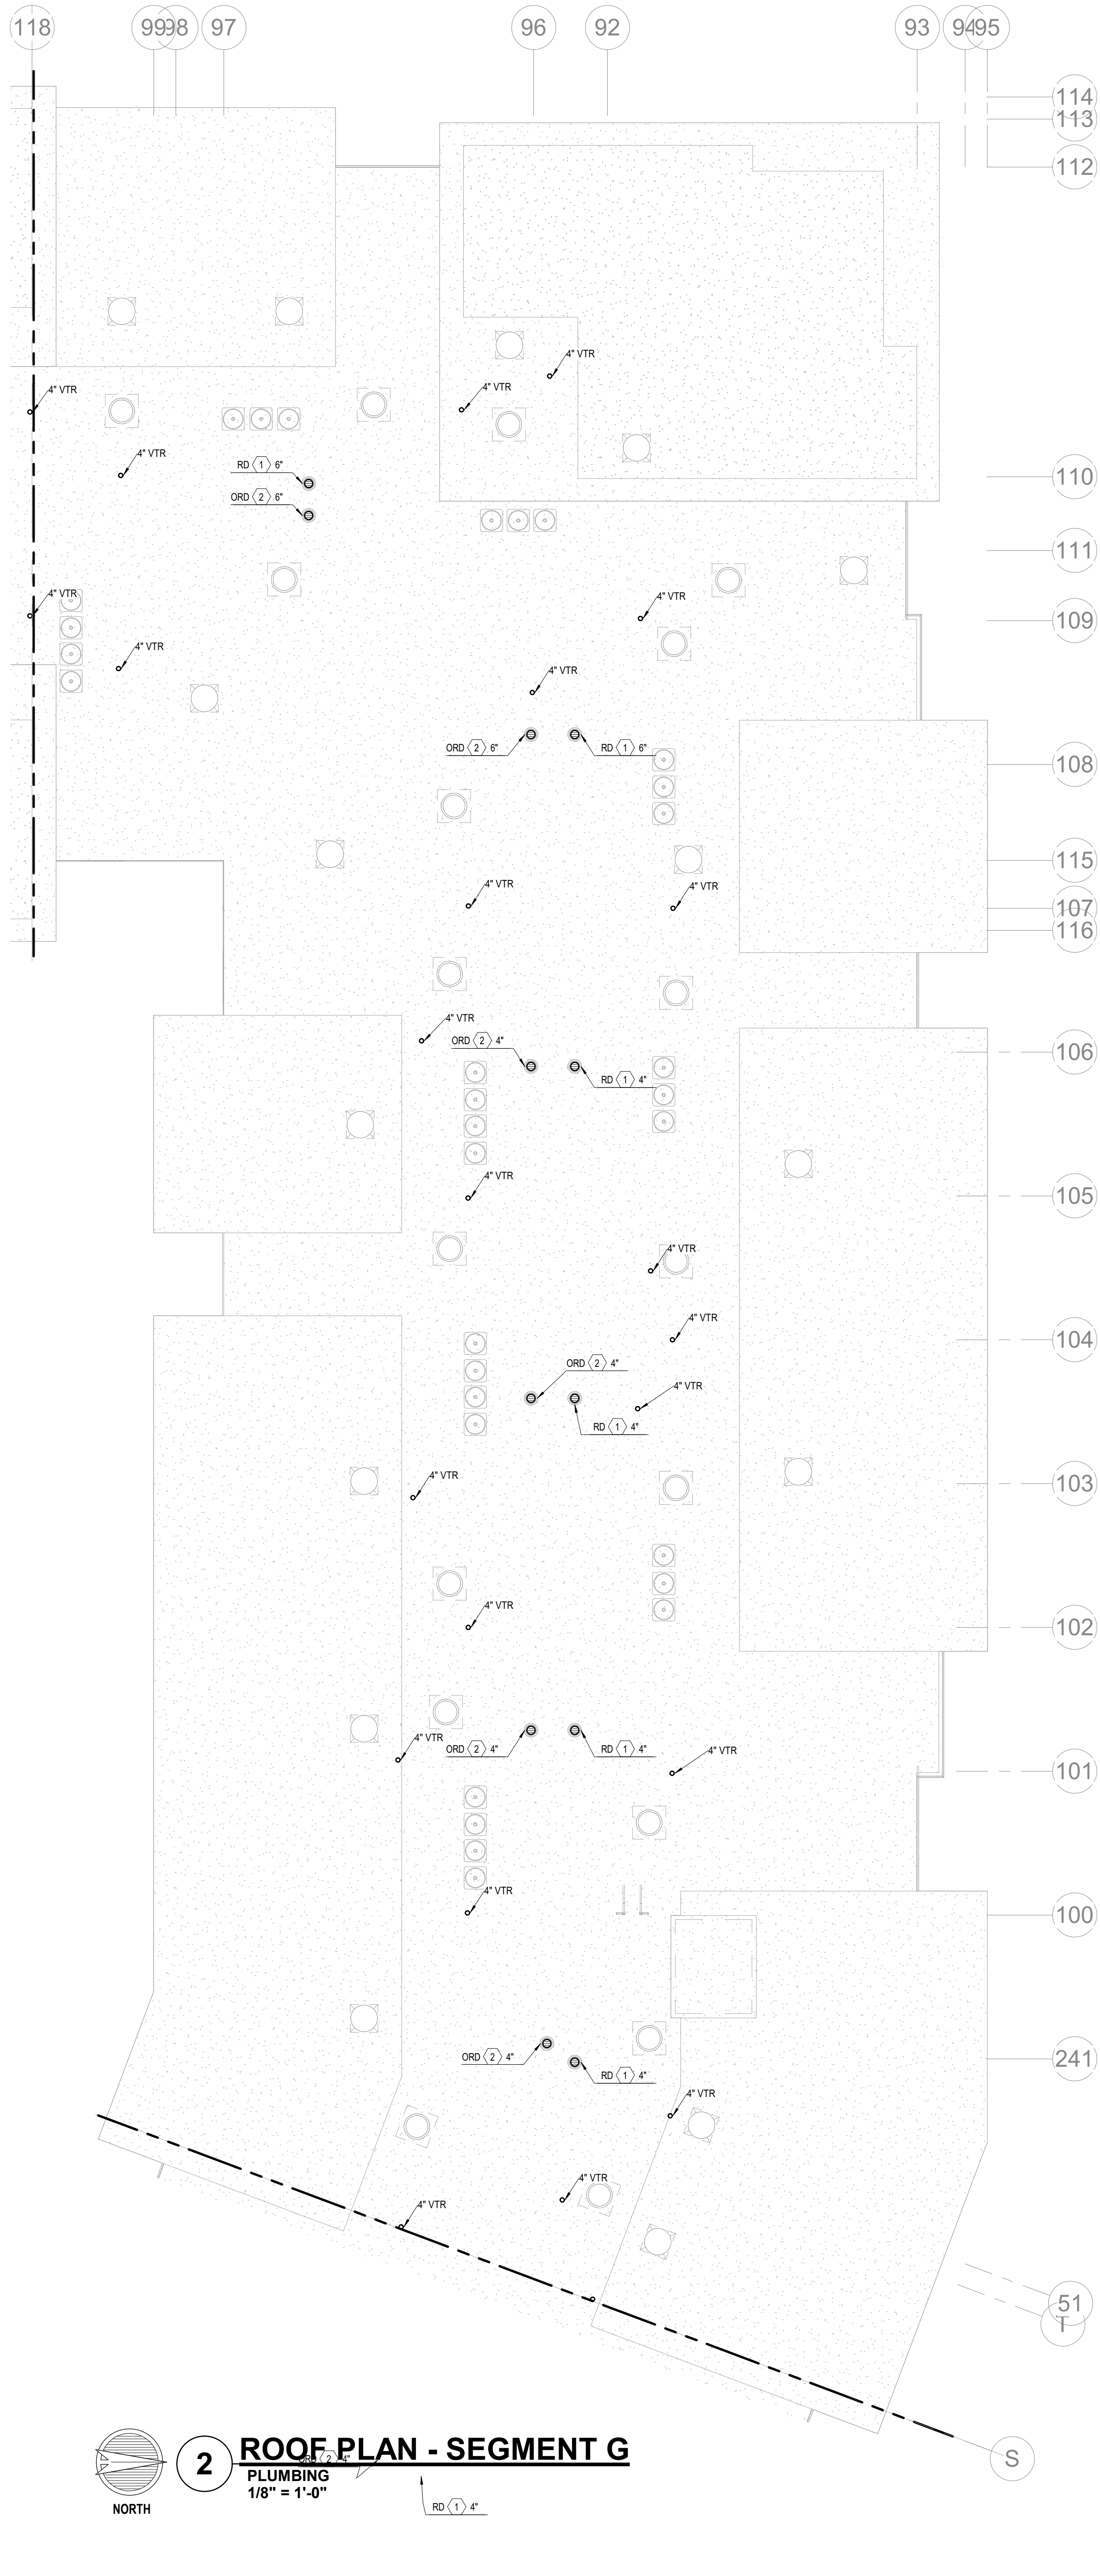 118
99
98
97
96
92
93
94
95
114
113
112
4" VTR
4" VTR
4" VTR
4" VTR
RD 1 6"
110
ORD 2 6"
111
4" VTR
4" VTR
109
4" VTR
4" VTR
ORD 2 6"
RD 1 6"
108
115
4" VTR
4" VTR
107
116
4" VTR
ORD 2 4"
106
RD 1 4"
4" VTR
105
4" VTR
4" VTR
104
ORD 2 4"
4" VTR
RD 1 4"
4" VTR
103
4" VTR
102
4" VTR
ORD 2 4"
RD 1 4"
4" VTR
101
4" VTR
100
ORD 2 4"
241
RD 1 4"
4" VTR
4" VTR
4" VTR
51
T
S
2
ROOF PLAN - SEGMENT G
ORD 2 4"
PLUMBING
1/8" = 1'-0"
NORTH
RD 1 4"